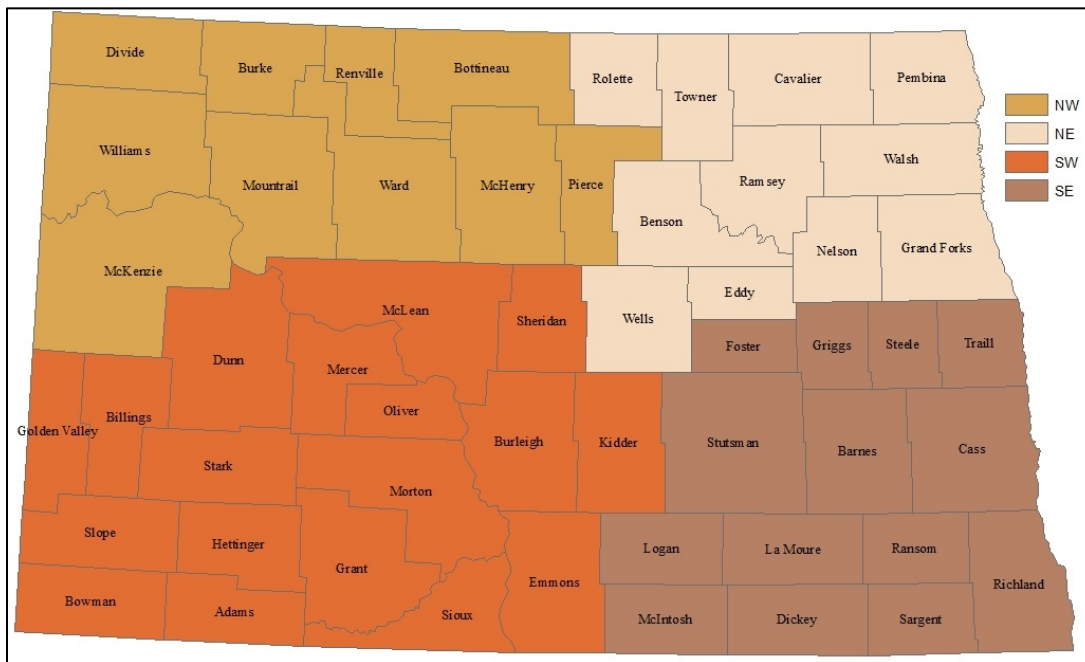 Divide
Burke
Renville
Bottineau
Rolette
Towner
Cavalier
Pembina
NW
NE
SW
SE
Williams
Mountrail
Ward
McHenry
Pierce
Benson
Ramsey
Walsh
McKenzie
Nelson
Grand Forks
McLean
Sheridan
Wells
Eddy
Dunn
Mercer
Foster
Griggs
Steele
Traill
Golden Valley
Billings
Oliver
Stark
Burleigh
Kidder
Stutsman
Barnes
Cass
Morton
Slope
Hettinger
Grant
Emmons
Logan
La Moure
Ransom
Richland
Bowman
Adams
Sioux
McIntosh
Dickey
Sargent